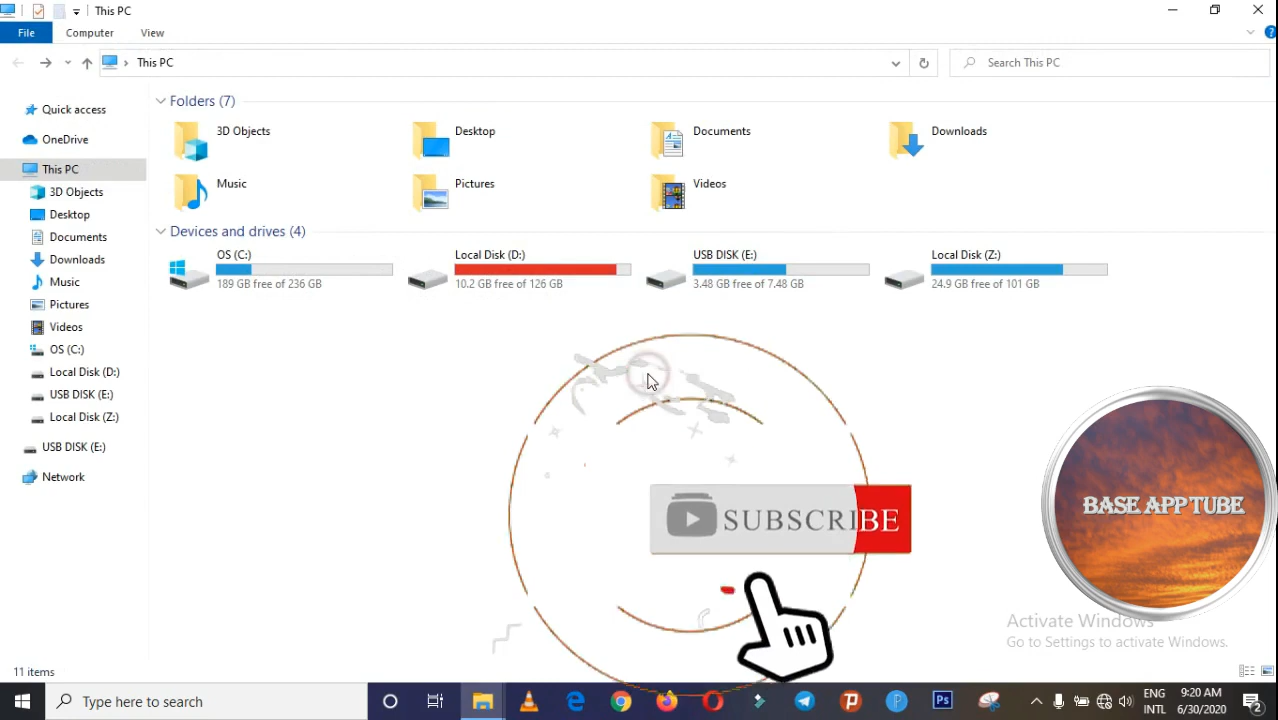 This PC
File
Computer
View
This PC
Search This PC
Quick access
OneDrive
This PC
3D Objects
Desktop
Documents
Downloads
Music
Pictures
Videos
OS (C:)
Local Disk (D:)
USB DISK (E:)
Local Disk (Z:)
USB DISK (E:)
Network
Folders (7)
3D Objects
Desktop
Documents
Downloads
Music
Pictures
Videos
Devices and drives (4)
OS (C:)
189 GB free of 236 GB
Local Disk (D:)
10.2 GB free of 126 GB
USB DISK (E:)
3.48 GB free of 7.48 GB
Local Disk (Z:)
24.9 GB free of 101 GB
SUBSCRIBE
BASE APP TUBE
Activate Windows
Go to Settings to activate Windows.
11 items
Type here to search
Ps
ENG
INTL
9:20 AM
6/30/2020
2